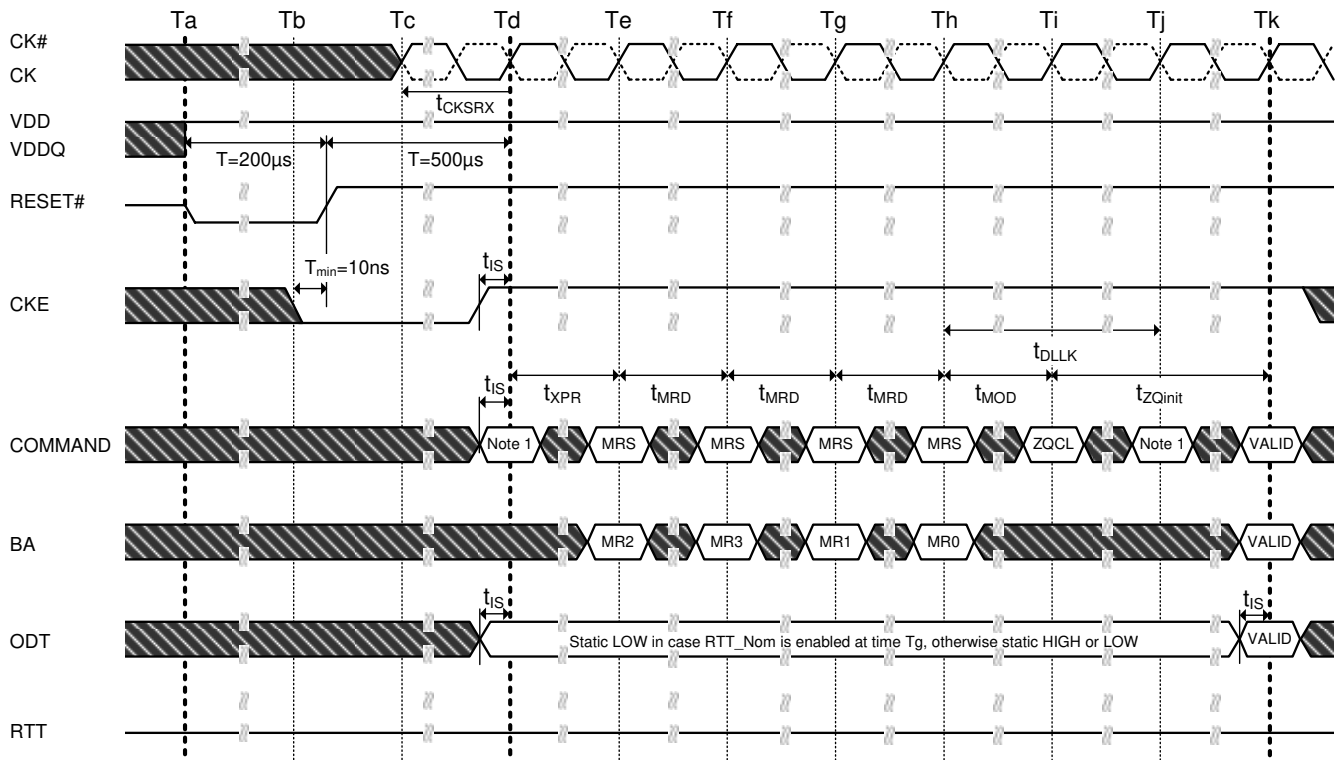 Ta Tb Tc Td Te Tf Tg Th Ti Tj Tk
CK#
CK
tCKSRX
VDD
VDDQ
T=200µs T=500µs
RESET#
Tmin=10ns tIS
CKE
tDLLK
tIS tXPR tMRD tMRD tMRD tMOD tZQinit
COMMAND Note 1 MRS MRS MRS MRS ZQCL Note 1 VALID
BA MR2 MR3 MR1 MR0 VALID
tIS tIS
ODT Static LOW in case RTT_Nom is enabled at time Tg, otherwise static HIGH or LOW VALID
RTT